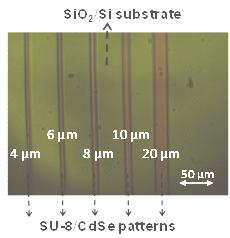 SiO₂/Si substrate
6 µm 10 µm
4 µm 8 µm 20 µm
50 µm
SU-8/CdSe patterns